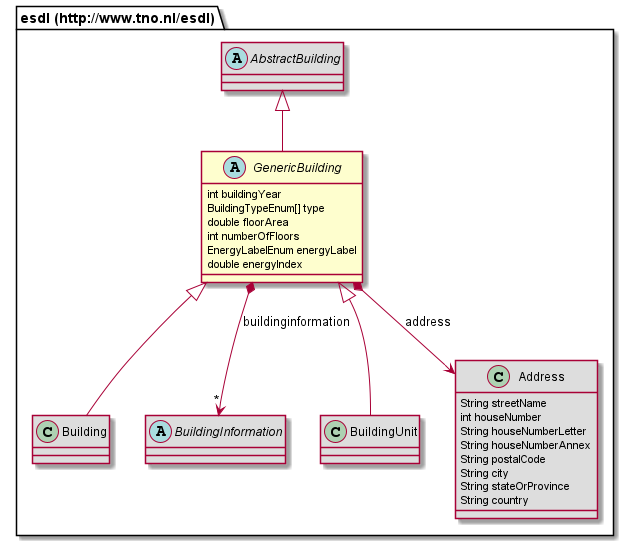 esdl (http://www.tno.nl/esdl)
A AbstractBuilding
A GenericBuilding
int buildingYear
BuildingTypeEnum[] type
double floorArea
int numberOfFloors
EnergyLabelEnum energyLabel
double energyIndex
buildinginformation
address
*
C Building
A BuildingInformation
C BuildingUnit
C Address
String streetName
int houseNumber
String houseNumberLetter
String houseNumberAnnex
String postalCode
String city
String stateOrProvince
String country